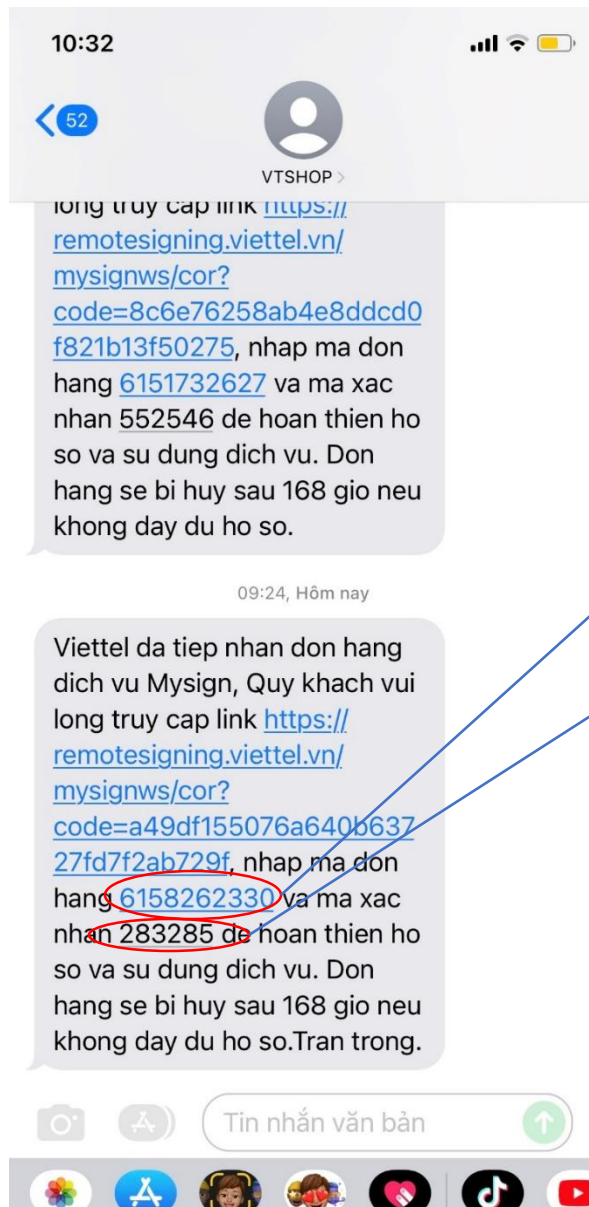 10:32
52
VTSHOP
long truy cap link https://
remotesigning.viettel.vn/
mysignws/cor?
code=8c6e76258ab4e8ddcd0
f821b13f50275, nhap ma don
hang 6151732627 va ma xac
nhan 552546 de hoan thien ho
so va su dung dich vu. Don
hang se bi huy sau 168 gio neu
khong day du ho so.
09:24, Hôm nay
Viettel da tiep nhan don hang
dich vu Mysign, Quy khach vui
long truy cap link https://
remotesigning.viettel.vn/
mysignws/cor?
code=a49df155076a640b637
27fd7f2ab729f, nhap ma don
hang 6158262330 va ma xac
nhan 283285 de hoan thien ho
so va su dung dich vu. Don
hang se bi huy sau 168 gio neu
khong day du ho so.Tran trong.
Tin nhắn văn bản